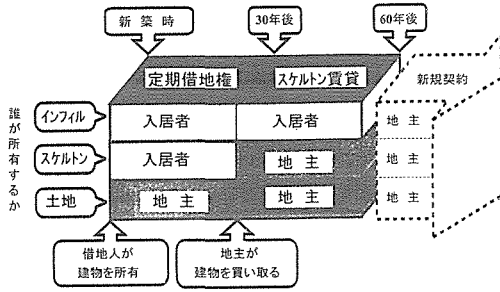 新築時
30年後
60年後
定期借地権
スケルトン賃貸
新規契約
誰が所有するか
インフィル
入居者
入居者
地主
スケルトン
入居者
地主
地主
土地
地主
地主
地主
借地人が
建物を所有
地主が
建物を買い取る